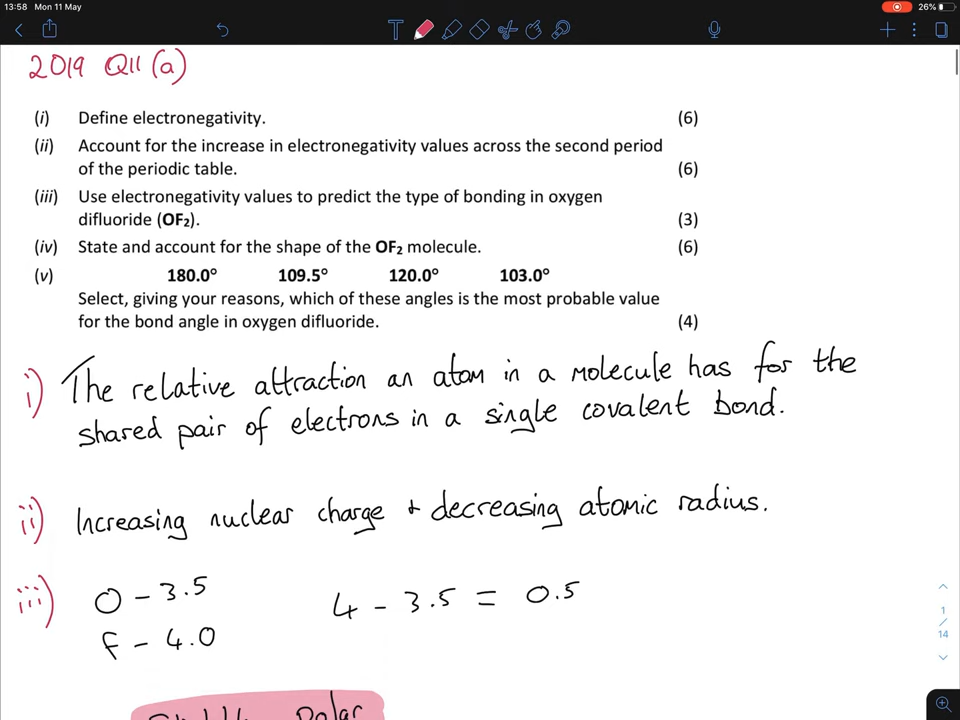 13:58 Mon 11 May
26%
T
2019 Q11 (a)
(i) Define electronegativity. (6)
(ii) Account for the increase in electronegativity values across the second period
of the periodic table. (6)
(iii) Use electronegativity values to predict the type of bonding in oxygen
difluoride (OF₂). (3)
(iv) State and account for the shape of the OF₂ molecule. (6)
(v) 180.0° 109.5° 120.0° 103.0°
Select, giving your reasons, which of these angles is the most probable value
for the bond angle in oxygen difluoride. (4)
i) The relative attraction an atom in a molecule has for the
shared pair of electrons in a single covalent bond.
ii) Increasing nuclear charge + decreasing atomic radius.
iii) O - 3.5 4 - 3.5 = 0.5
F - 4.0
1
/
14
Polar